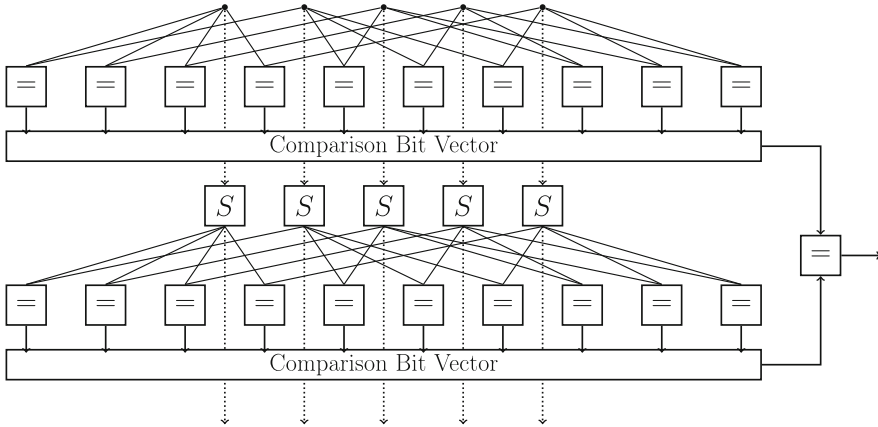 = = = = = = = = = =
Comparison Bit Vector
S S S S S
=
= = = = = = = = = =
Comparison Bit Vector